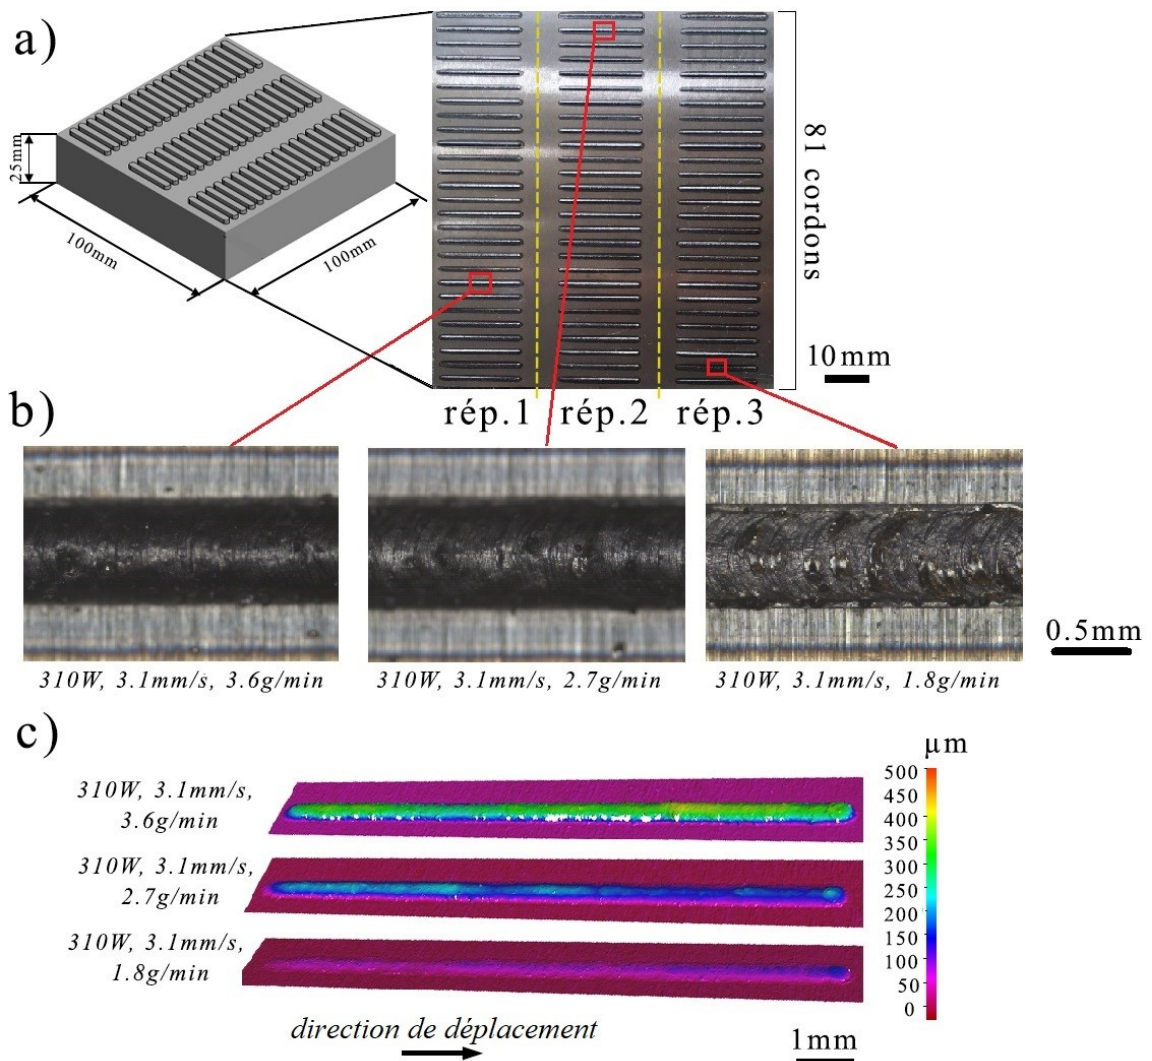 a)
25mm
100mm
100mm
81 cordons
10mm
rép.1
rép.2
rép.3
b)
0.5mm
310W, 3.1mm/s, 3.6g/min
310W, 3.1mm/s, 2.7g/min
310W, 3.1mm/s, 1.8g/min
c)
µm
310W, 3.1mm/s,
3.6g/min
310W, 3.1mm/s,
2.7g/min
310W, 3.1mm/s,
1.8g/min
500
450
400
350
300
250
200
150
100
50
0
direction de déplacement
1mm